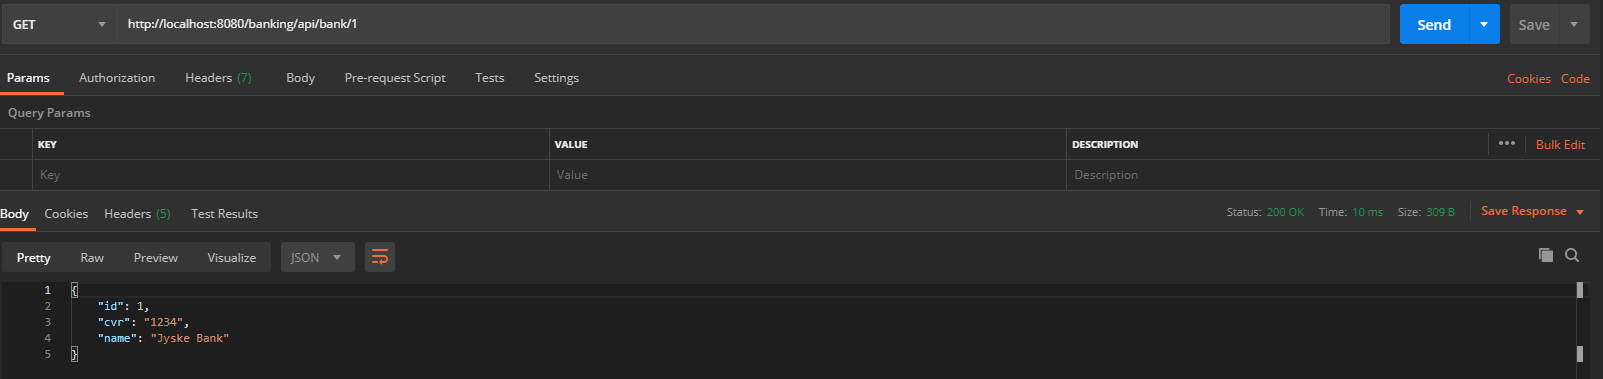 GET http://localhost:8080/banking/api/bank/1 Send Save
Params Authorization Headers (7) Body Pre-request Script Tests Settings Cookies Code
Query Params
KEY VALUE DESCRIPTION ••• Bulk Edit
Key Value Description
Body Cookies Headers (5) Test Results Status: 200 OK Time: 10 ms Size: 309 B Save Response
Pretty Raw Preview Visualize JSON
1 {
2 "id": 1,
3 "cvr": "1234",
4 "name": "Jyske Bank"
5 }